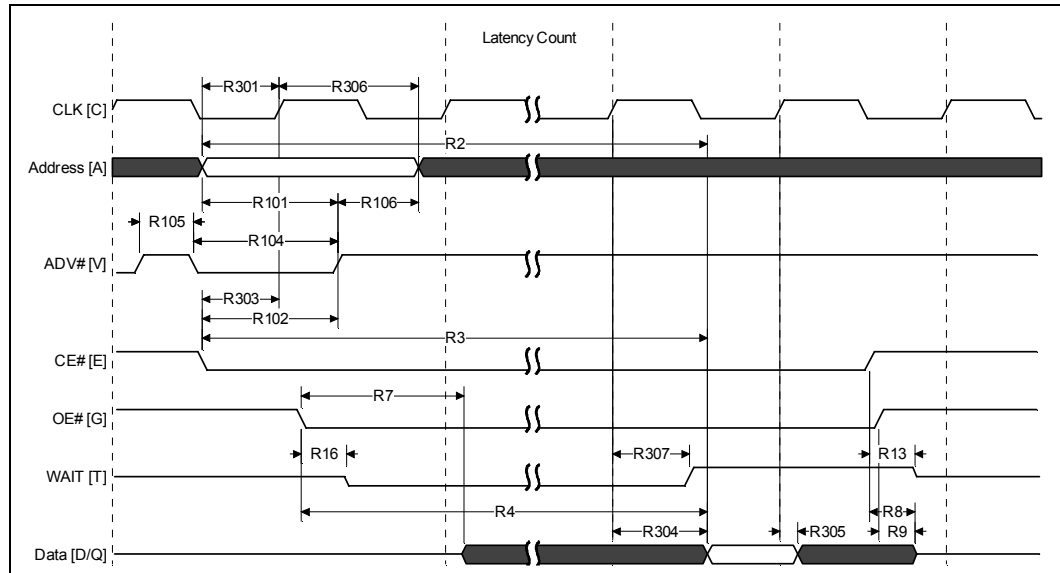 Latency Count
R301
R306
CLK [C]
R2
Address [A]
R101
R106
R105
R104
ADV# [V]
R303
R102
R3
CE# [E]
R7
OE# [G]
R16
R307
R13
WAIT [T]
R4
R8
R304
R305
R9
Data [D/Q]